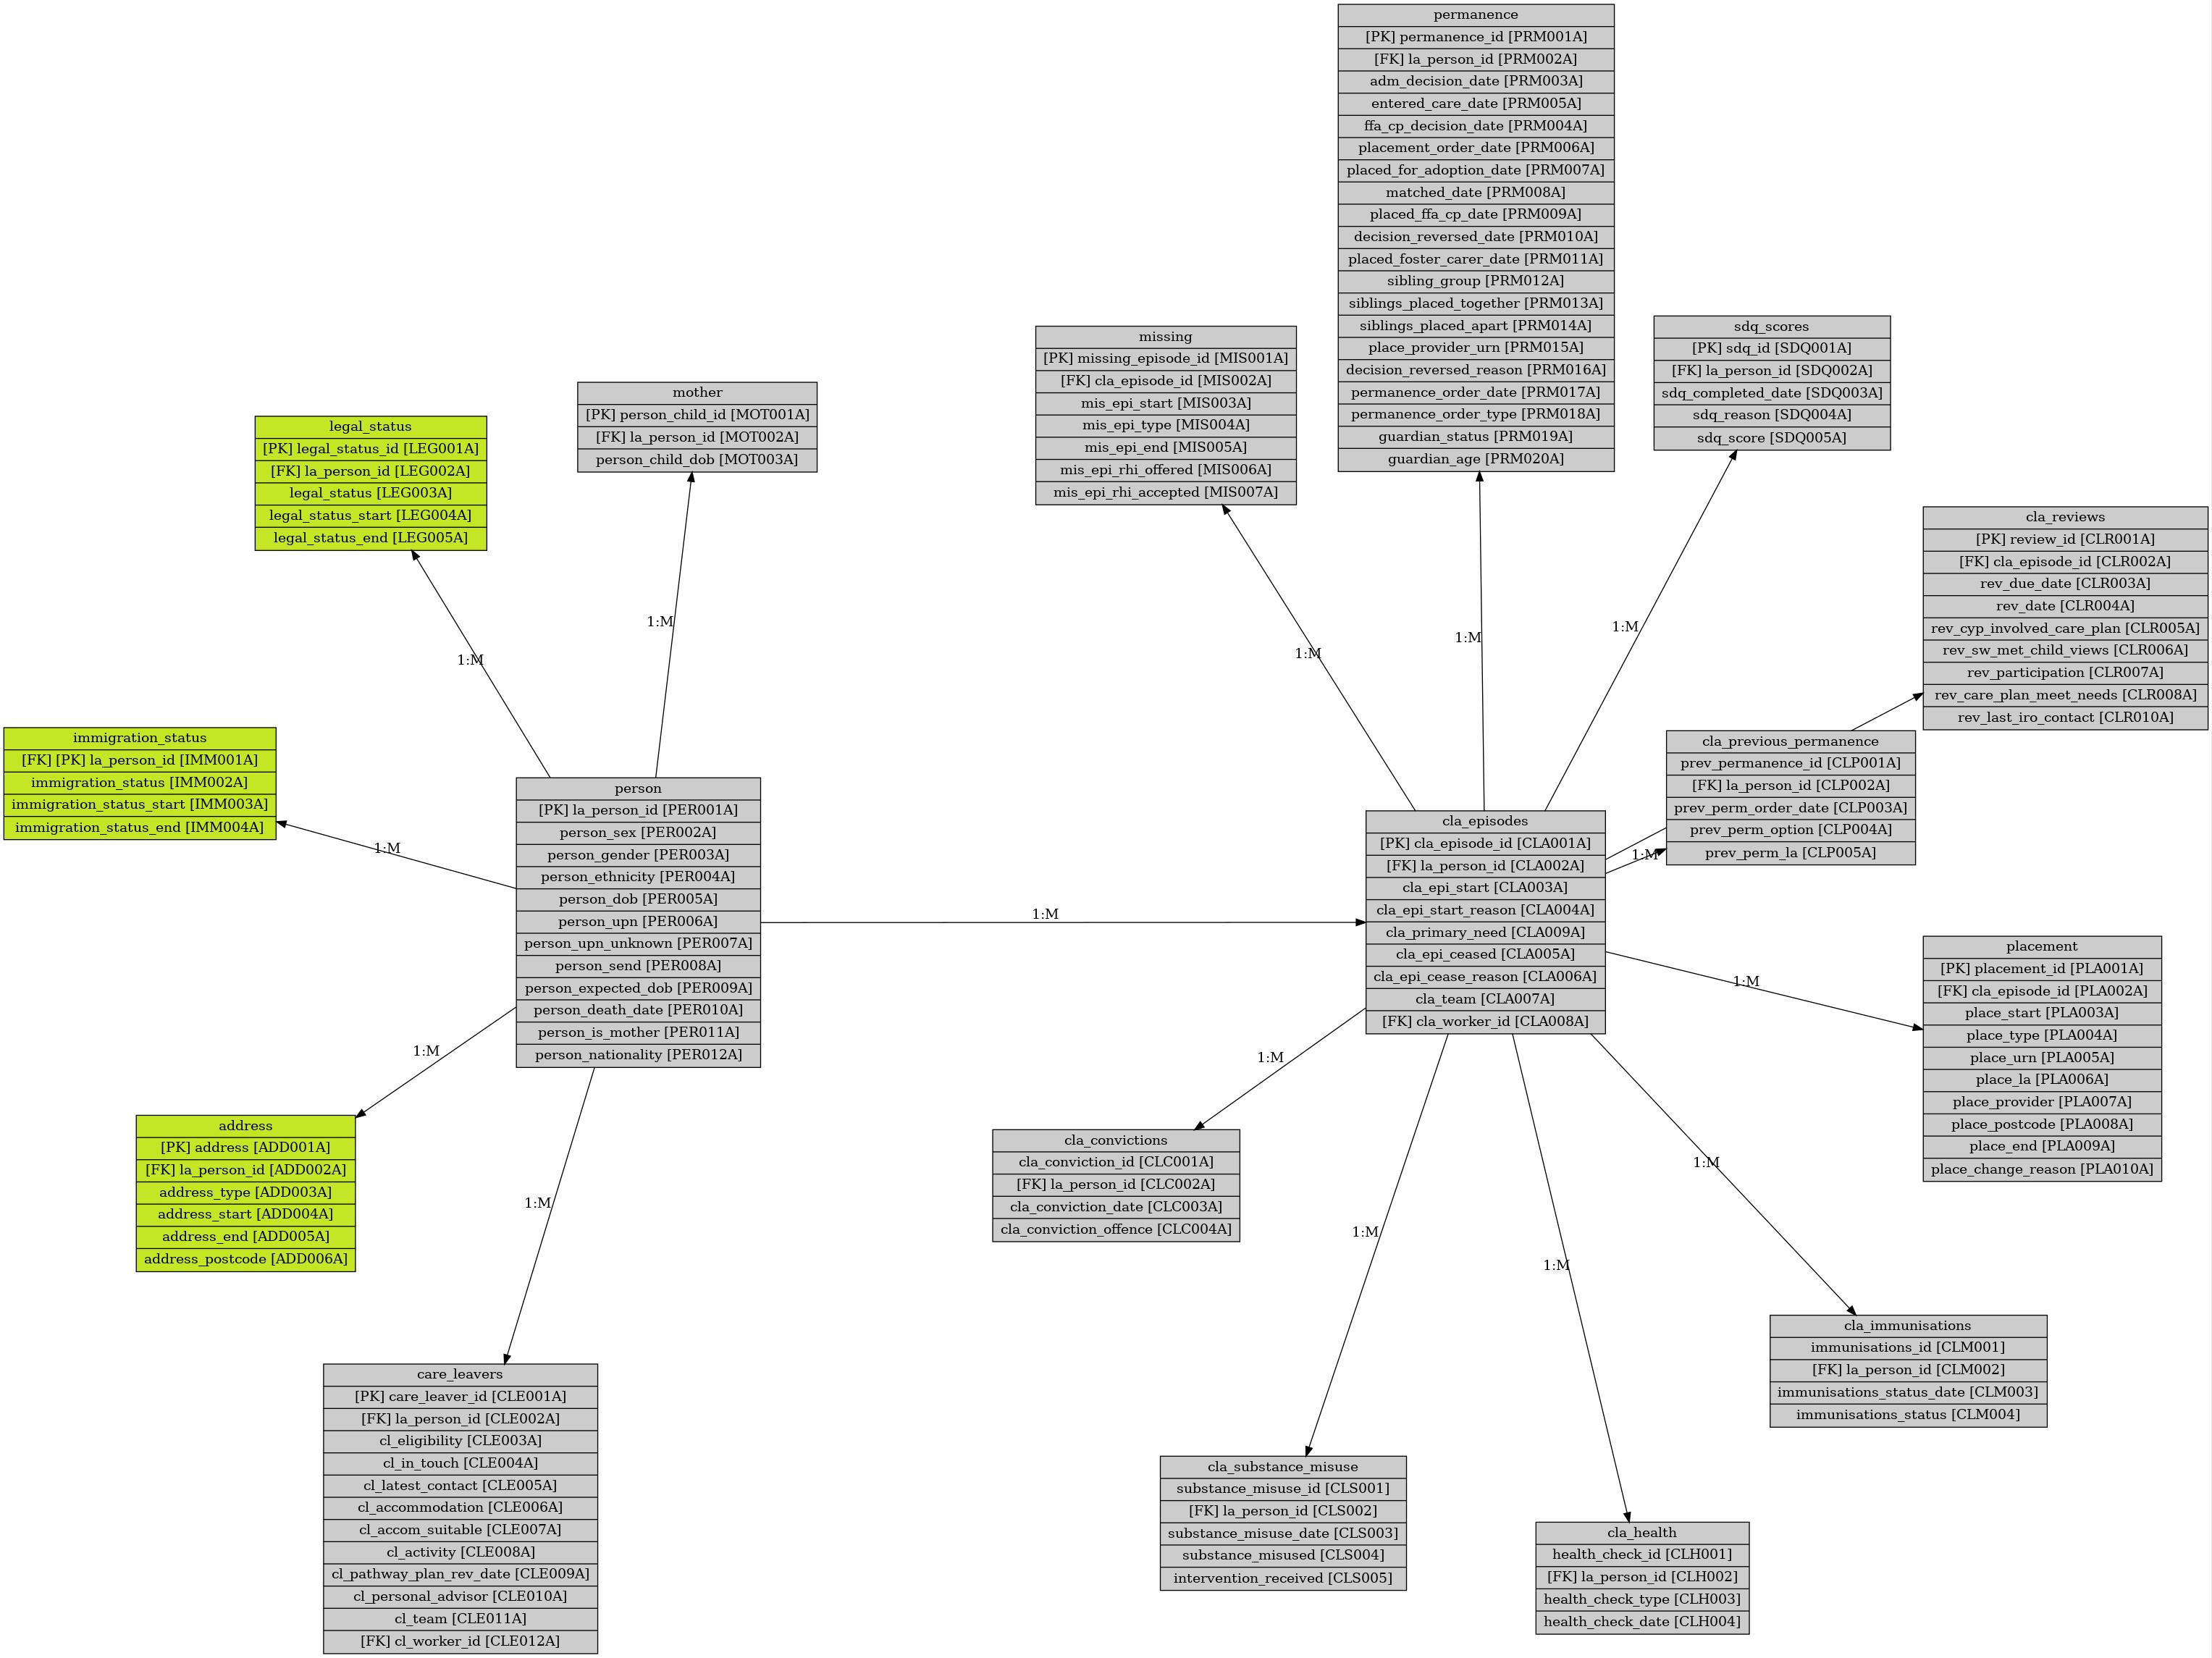 permanence
[PK] permanence_id [PRM001A]
[FK] la_person_id [PRM002A]
adm_decision_date [PRM003A]
entered_care_date [PRM005A]
ffa_cp_decision_date [PRM004A]
placement_order_date [PRM006A]
placed_for_adoption_date [PRM007A]
matched_date [PRM008A]
placed_ffa_cp_date [PRM009A]
decision_reversed_date [PRM010A]
placed_foster_carer_date [PRM011A]
sibling_group [PRM012A]
siblings_placed_together [PRM013A]
siblings_placed_apart [PRM014A]
place_provider_urn [PRM015A]
decision_reversed_reason [PRM016A]
permanence_order_date [PRM017A]
permanence_order_type [PRM018A]
guardian_status [PRM019A]
guardian_age [PRM020A]
sdq_scores
[PK] sdq_id [SDQ001A]
[FK] la_person_id [SDQ002A]
sdq_completed_date [SDQ003A]
sdq_reason [SDQ004A]
sdq_score [SDQ005A]
missing
[PK] missing_episode_id [MIS001A]
[FK] cla_episode_id [MIS002A]
mis_epi_start [MIS003A]
mis_epi_type [MIS004A]
mis_epi_end [MIS005A]
mis_epi_rhi_offered [MIS006A]
mis_epi_rhi_accepted [MIS007A]
mother
[PK] person_child_id [MOT001A]
[FK] la_person_id [MOT002A]
person_child_dob [MOT003A]
legal_status
[PK] legal_status_id [LEG001A]
[FK] la_person_id [LEG002A]
legal_status [LEG003A]
legal_status_start [LEG004A]
legal_status_end [LEG005A]
cla_reviews
[PK] review_id [CLR001A]
[FK] cla_episode_id [CLR002A]
rev_due_date [CLR003A]
rev_date [CLR004A]
rev_cyp_involved_care_plan [CLR005A]
rev_sw_met_child_views [CLR006A]
rev_participation [CLR007A]
rev_care_plan_meet_needs [CLR008A]
rev_last_iro_contact [CLR010A]
1:M
1:M
1:M
1:M
1:M
immigration_status
[FK] [PK] la_person_id [IMM001A]
immigration_status [IMM002A]
immigration_status_start [IMM003A]
immigration_status_end [IMM004A]
1:M
person
[PK] la_person_id [PER001A]
person_sex [PER002A]
person_gender [PER003A]
person_ethnicity [PER004A]
person_dob [PER005A]
person_upn [PER006A]
person_upn_unknown [PER007A]
person_send [PER008A]
person_expected_dob [PER009A]
person_death_date [PER010A]
person_is_mother [PER011A]
person_nationality [PER012A]
1:M
cla_episodes
[PK] cla_episode_id [CLA001A]
[FK] la_person_id [CLA002A]
cla_epi_start [CLA003A]
cla_epi_start_reason [CLA004A]
cla_primary_need [CLA009A]
cla_epi_ceased [CLA005A]
cla_epi_cease_reason [CLA006A]
cla_team [CLA007A]
[FK] cla_worker_id [CLA008A]
1:M
cla_previous_permanence
prev_permanence_id [CLP001A]
[FK] la_person_id [CLP002A]
prev_perm_order_date [CLP003A]
prev_perm_option [CLP004A]
prev_perm_la [CLP005A]
1:M
placement
[PK] placement_id [PLA001A]
[FK] cla_episode_id [PLA002A]
place_start [PLA003A]
place_type [PLA004A]
place_urn [PLA005A]
place_la [PLA006A]
place_provider [PLA007A]
place_postcode [PLA008A]
place_end [PLA009A]
place_change_reason [PLA010A]
1:M
1:M
1:M
address
[PK] address [ADD001A]
[FK] la_person_id [ADD002A]
address_type [ADD003A]
address_start [ADD004A]
address_end [ADD005A]
address_postcode [ADD006A]
1:M
cla_convictions
cla_conviction_id [CLC001A]
[FK] la_person_id [CLC002A]
cla_conviction_date [CLC003A]
cla_conviction_offence [CLC004A]
1:M
1:M
care_leavers
[PK] care_leaver_id [CLE001A]
[FK] la_person_id [CLE002A]
cl_eligibility [CLE003A]
cl_in_touch [CLE004A]
cl_latest_contact [CLE005A]
cl_accommodation [CLE006A]
cl_accom_suitable [CLE007A]
cl_activity [CLE008A]
cl_pathway_plan_rev_date [CLE009A]
cl_personal_advisor [CLE010A]
cl_team [CLE011A]
[FK] cl_worker_id [CLE012A]
cla_immunisations
immunisations_id [CLM001]
[FK] la_person_id [CLM002]
immunisations_status_date [CLM003]
immunisations_status [CLM004]
cla_substance_misuse
substance_misuse_id [CLS001]
[FK] la_person_id [CLS002]
substance_misuse_date [CLS003]
substance_misused [CLS004]
intervention_received [CLS005]
cla_health
health_check_id [CLH001]
[FK] la_person_id [CLH002]
health_check_type [CLH003]
health_check_date [CLH004]